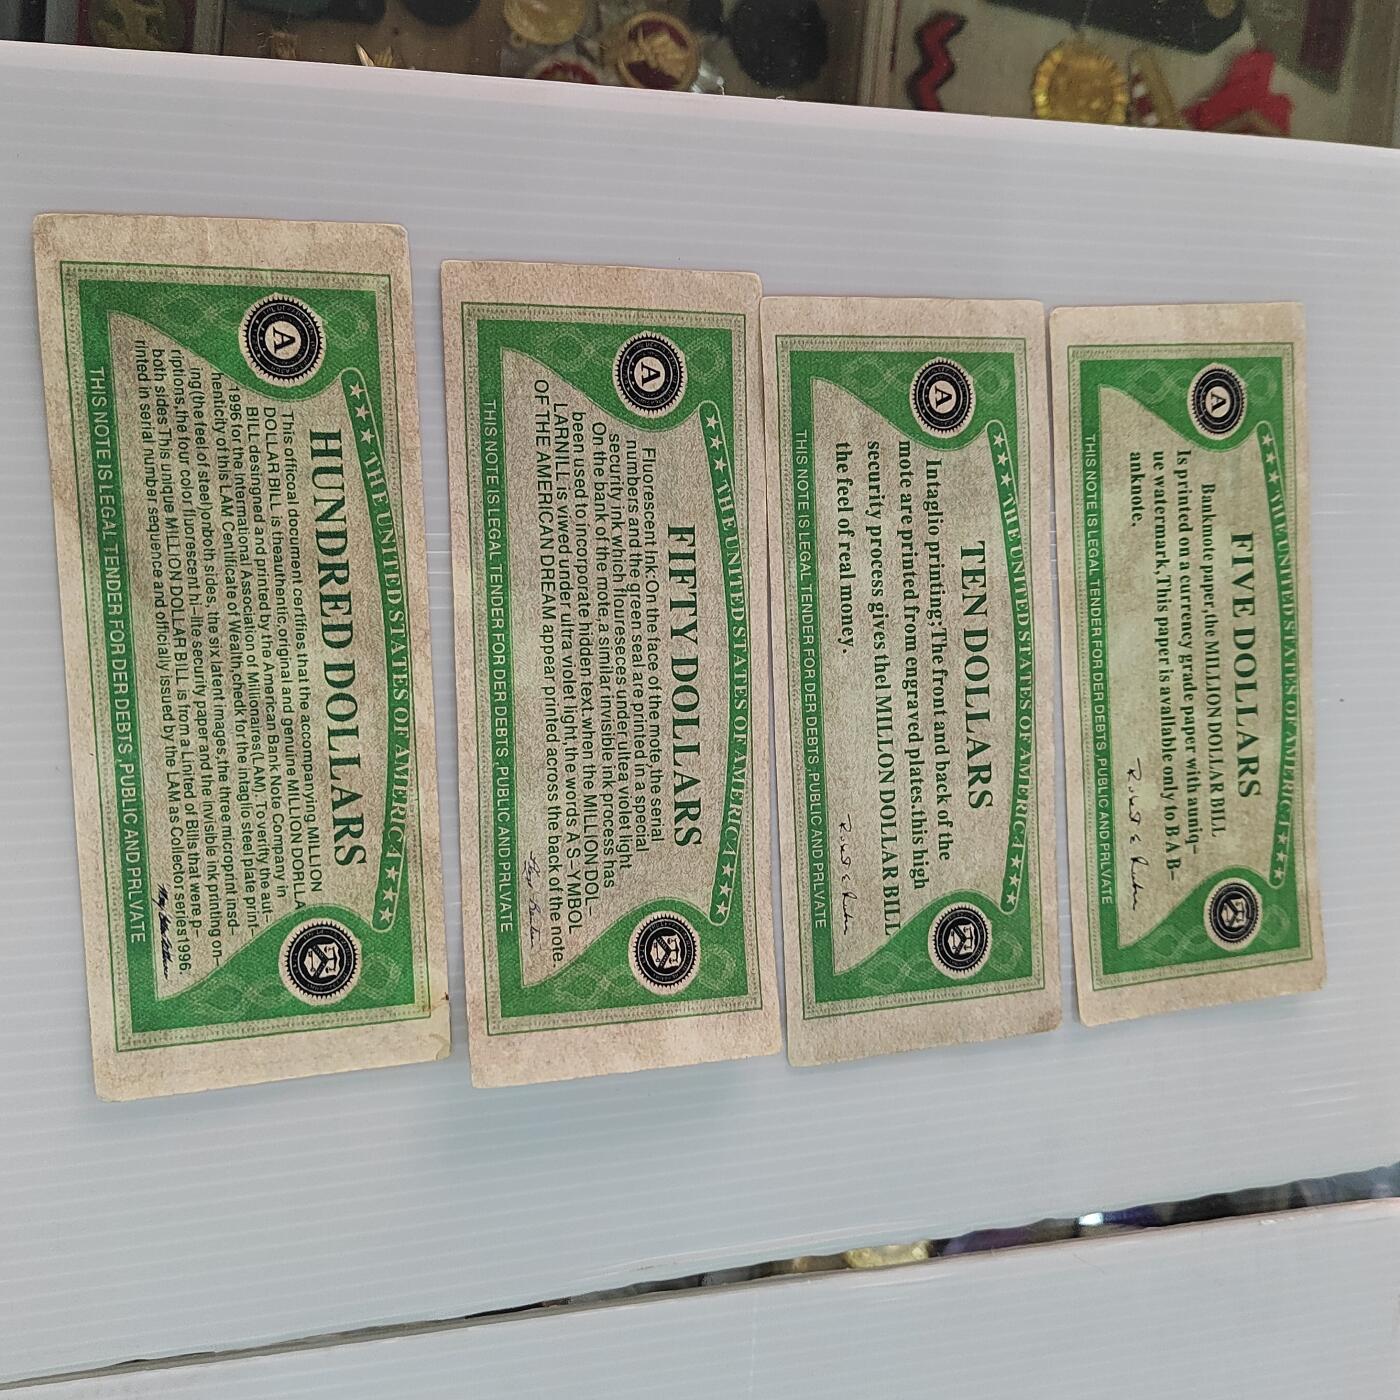 ★★★ THE UNITED STATES OF AMERICA ★★★
A
HUNDRED DOLLARS
This officoal document certifies,that the accompanying MILLION
DOLLAR BILL is theauthentic,orginal and genuine MILLION DORLLA
BILL desingned and printed by the American Bank Note Company in
1996 for the International Association of Millionaires(LAM), To verify the aut-
henticity of this LAM Certificate of Wealth,check for the intaglio steel plate print-
ing(the feel of steel)orboth sides, the six latent images,the three microprint insd-
riptions,the four color fluorescent hi-lite security paper and the invisible ink printing on-
both sides.This unique MILLION DOLLAR BILL is from a Limited of Bills that were p-
rinted in serial number sequence and officially issued by the LAM as Collector series1996.
THIS NOTE IS LEGAL TENDER FOR DER DEBTS ,PUBLIC AND PRLVATE
★★★ THE UNITED STATES OF AMERICA ★★★
A
FIFTY DOLLARS
Fluorescent Ink: On the face of the mote,the serial
numbers and the green seal are printed in a special
security ink which floureseces under ultea violet light.
On the bank of the mote,a similar invisible ink process has
been used to incorporate hidden text.when the MILLION DOL-
LARNILL is viwed under ultra violet light,the words A S-YMBOL
OF THE AMERICAN DREAM appear printed across the back of the note.
THIS NOTE IS LEGAL TENDER FOR DER DEBTS ,PUBLIC AND PRLVATE
★★★ THE UNITED STATES OF AMERICA ★★★
A
TEN DOLLARS
Intaglio printing;The front and back of the
mote are printed from engraved plates.this high
security process gives thel MILLON DOLLAR BILL
the feel of real money.
THIS NOTE IS LEGAL TENDER FOR DER DEBTS ,PUBLIC AND PRLVATE
★★★ THE UNITED STATES OF AMERICA ★★★
A
FIVE DOLLARS
Banknote paper,the MILLION DOLLAR BILL
Is printed on a currency grade paper with auniq-
ue watermark.This paper is available only to B A B-
anknote.
THIS NOTE IS LEGAL TENDER FOR DER DEBTS ,PUBLIC AND PRLVATE